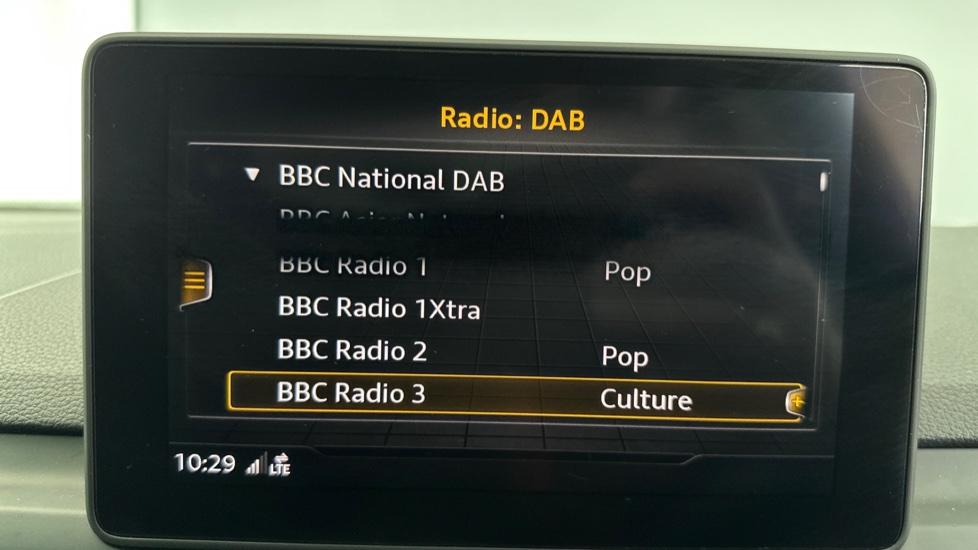 Radio: DAB
BBC National DAB
BBC Radio 1 Pop
BBC Radio 1Xtra
BBC Radio 2 Pop
BBC Radio 3 Culture
10:29 LTE